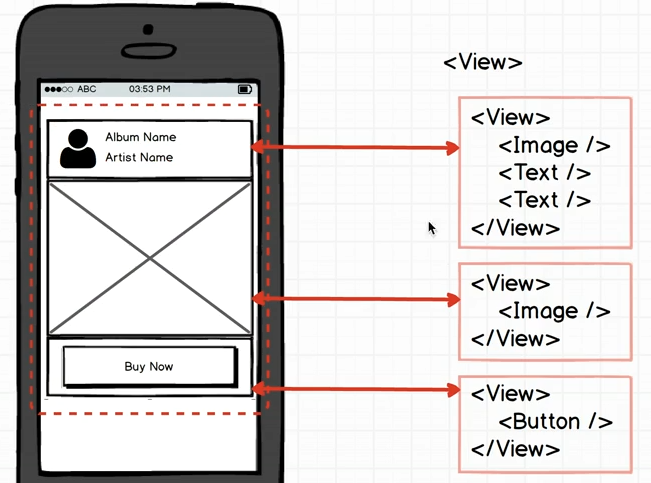 ABC 03:53 PM
Album Name
Artist Name
Buy Now
<View>
<View>
<Image />
<Text />
<Text />
</View>
<View>
<Image />
</View>
<View>
<Button />
</View>